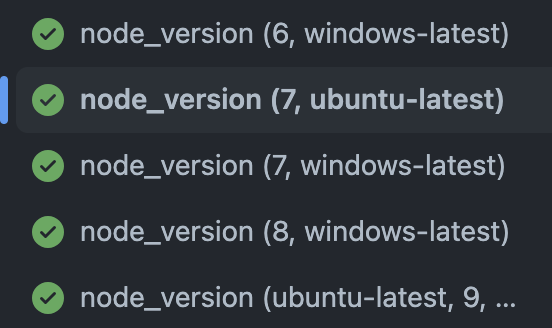 node_version (6, windows-latest)
node_version (7, ubuntu-latest)
node_version (7, windows-latest)
node_version (8, windows-latest)
node_version (ubuntu-latest, 9, ...